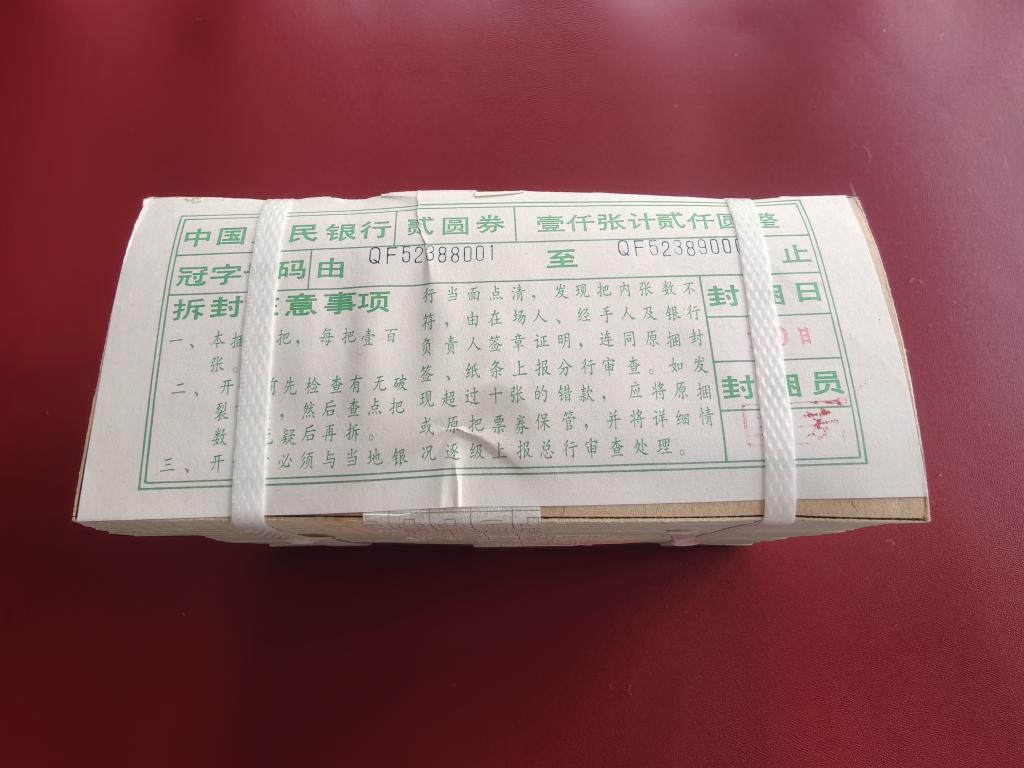 中国 民银行 贰圆券 壹仟张计贰仟圆整
冠字 码 由 QF52388001 至 QF52389000 止
拆封 意事项
一、本捆 把，每把壹百
张。
二、开 前先检查有无破
裂 ，然后查点把
数 无疑后再拆。
三、开 必须与当地银
行当面点清，发现把内张数不
符，由在场人、经手人及银行
负责人签章证明，连同原捆封
签、纸条上报分行审查。如发
现超过十张的错款，应将原捆
或原把票券保管，并将详细情
况逐级上报总行审查处理。
封 捆日
0日
封 捆员